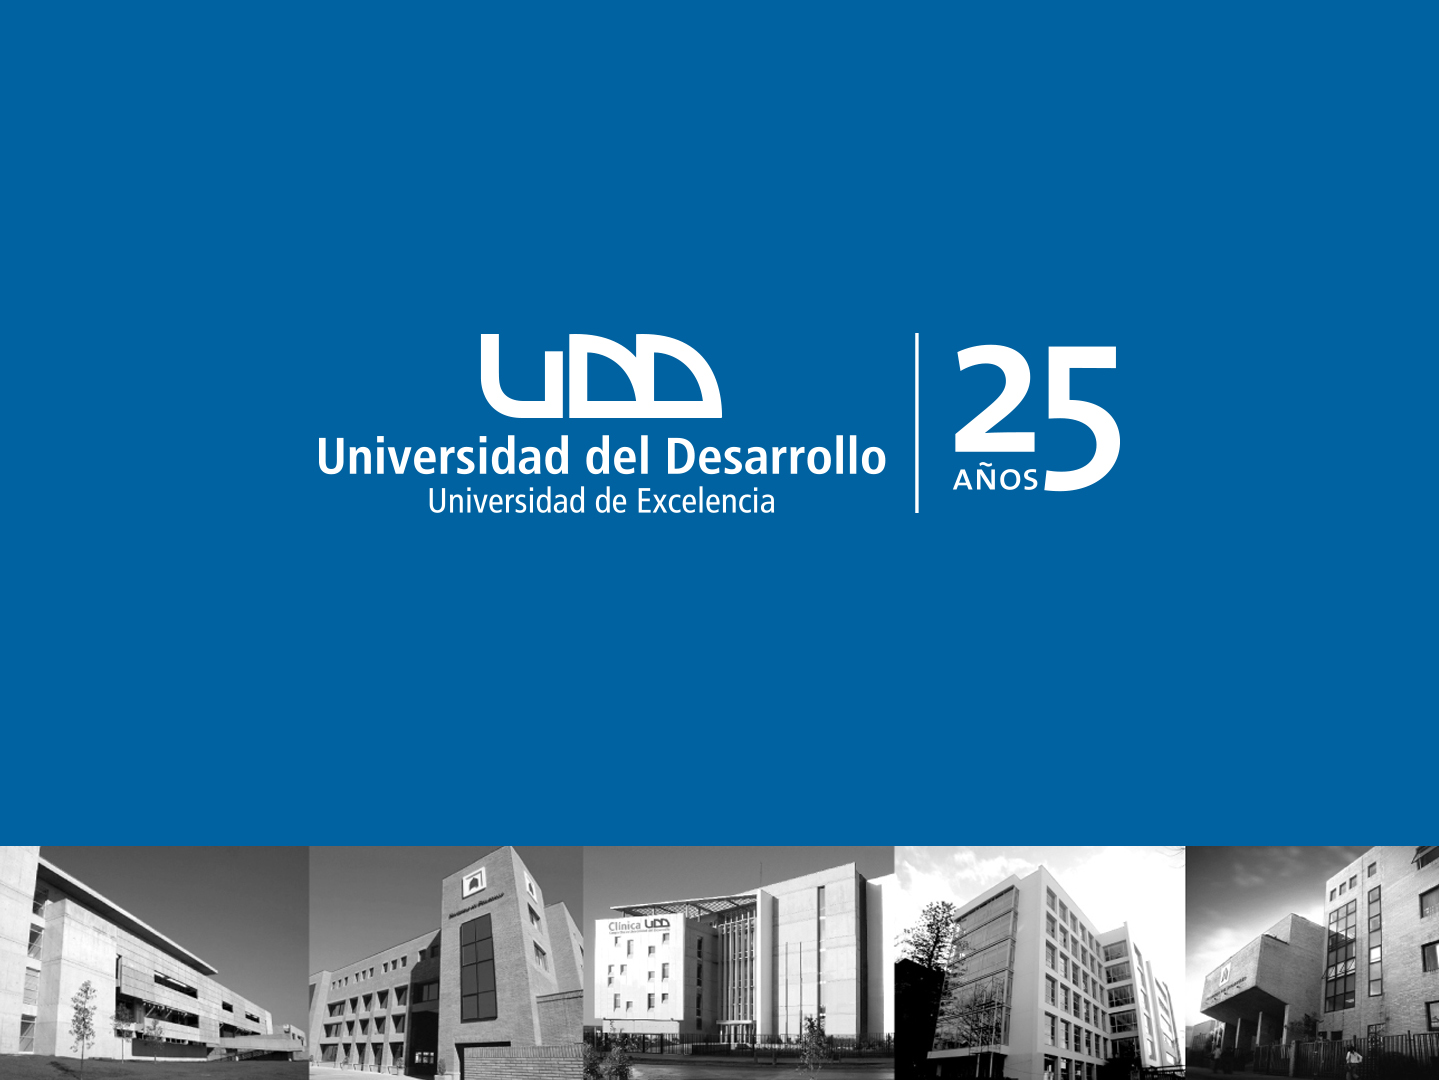 UDD
Universidad del Desarrollo
Universidad de Excelencia
25
AÑOS
Clínica UDD